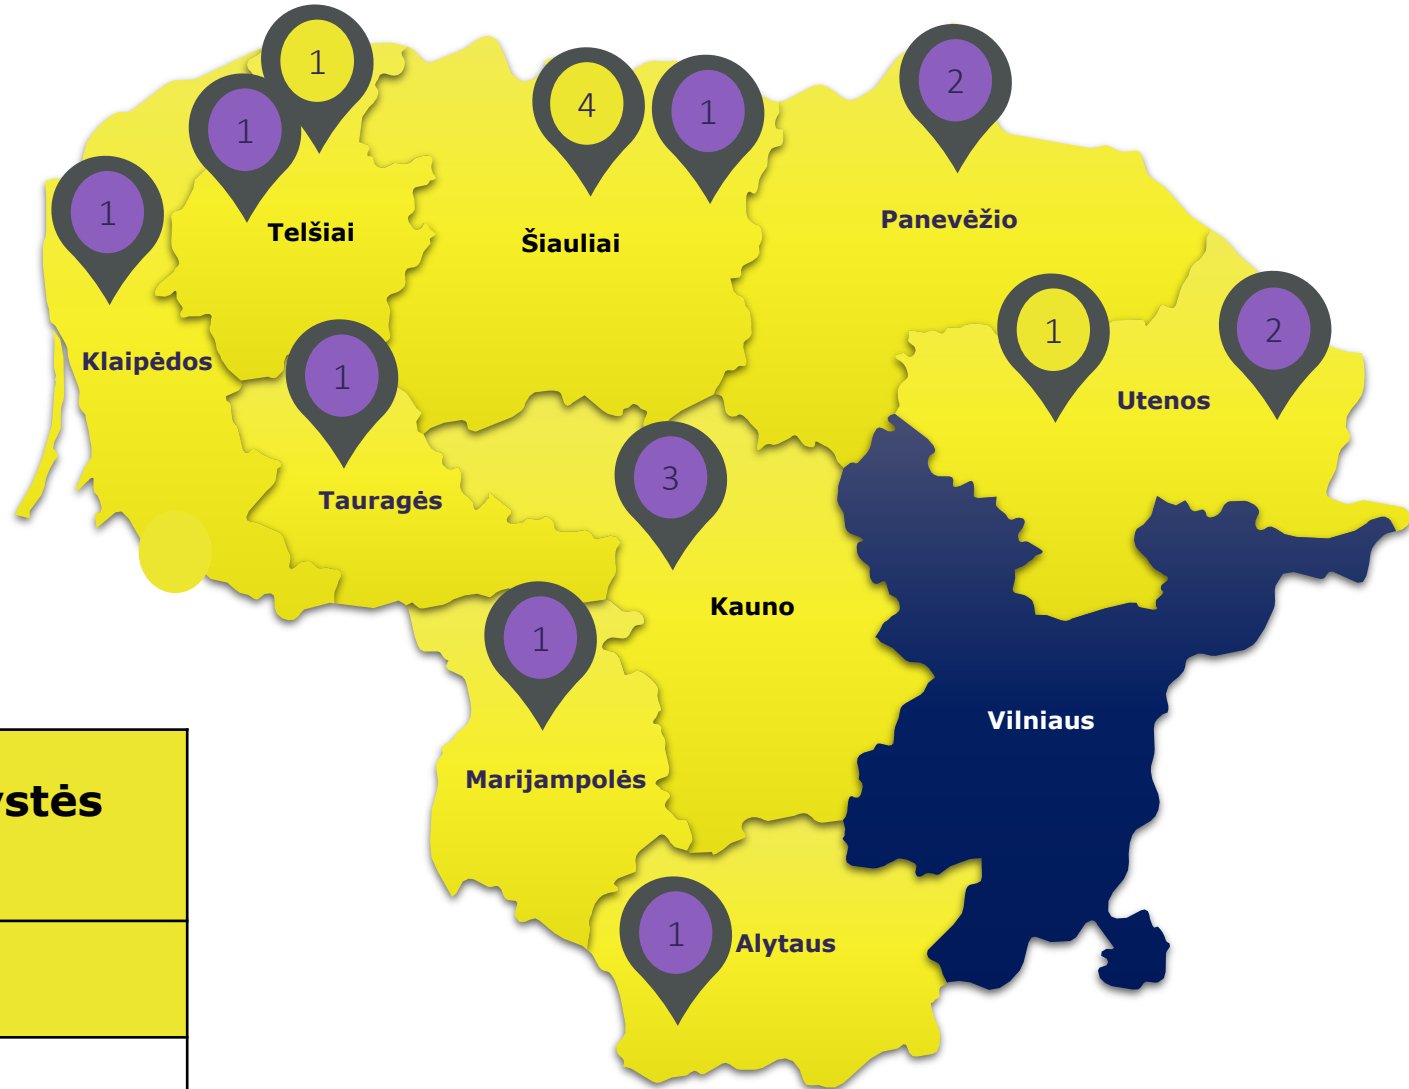 1
4
1
2
1
1
Telšiai
Šiauliai
Panevėžio
1
2
Klaipėdos
1
Utenos
Tauragės
3
Kauno
1
Vilniaus
Marijampolės
ystės
1
Alytaus